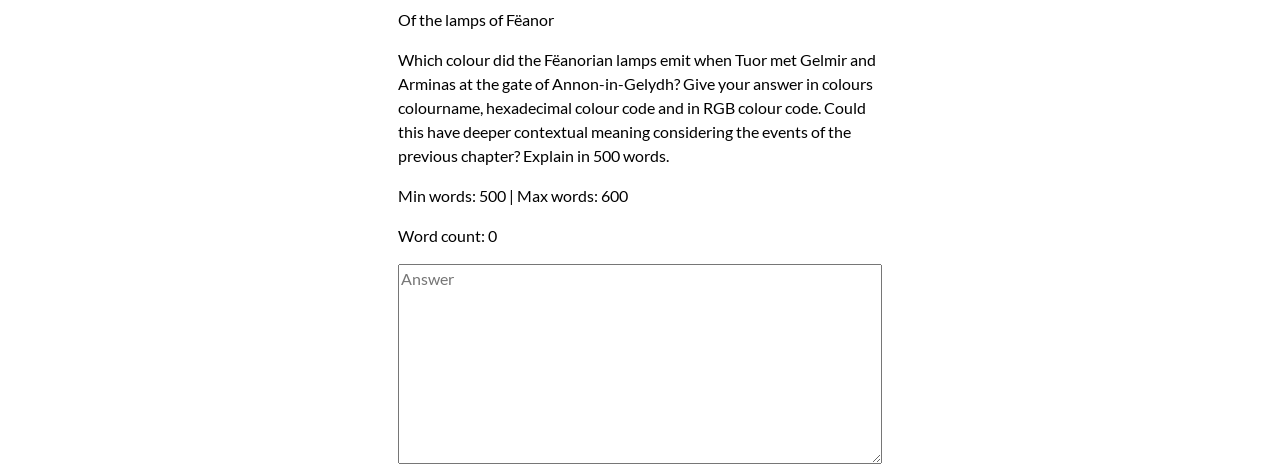 Of the lamps of Fëanor
Which colour did the Fëanorian lamps emit when Tuor met Gelmir and
Arminas at the gate of Annon-in-Gelydh? Give your answer in colours
colourname, hexadecimal colour code and in RGB colour code. Could
this have deeper contextual meaning considering the events of the
previous chapter? Explain in 500 words.
Min words: 500 | Max words: 600
Word count: 0
Answer